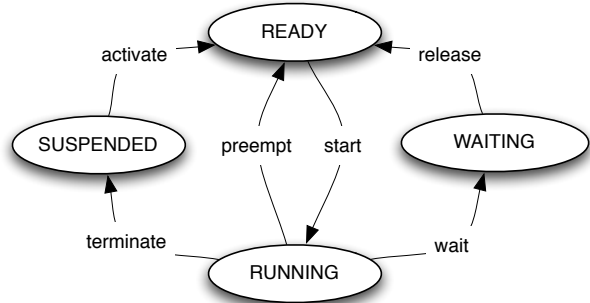 READY
activate
release
SUSPENDED
preempt
start
WAITING
terminate
wait
RUNNING